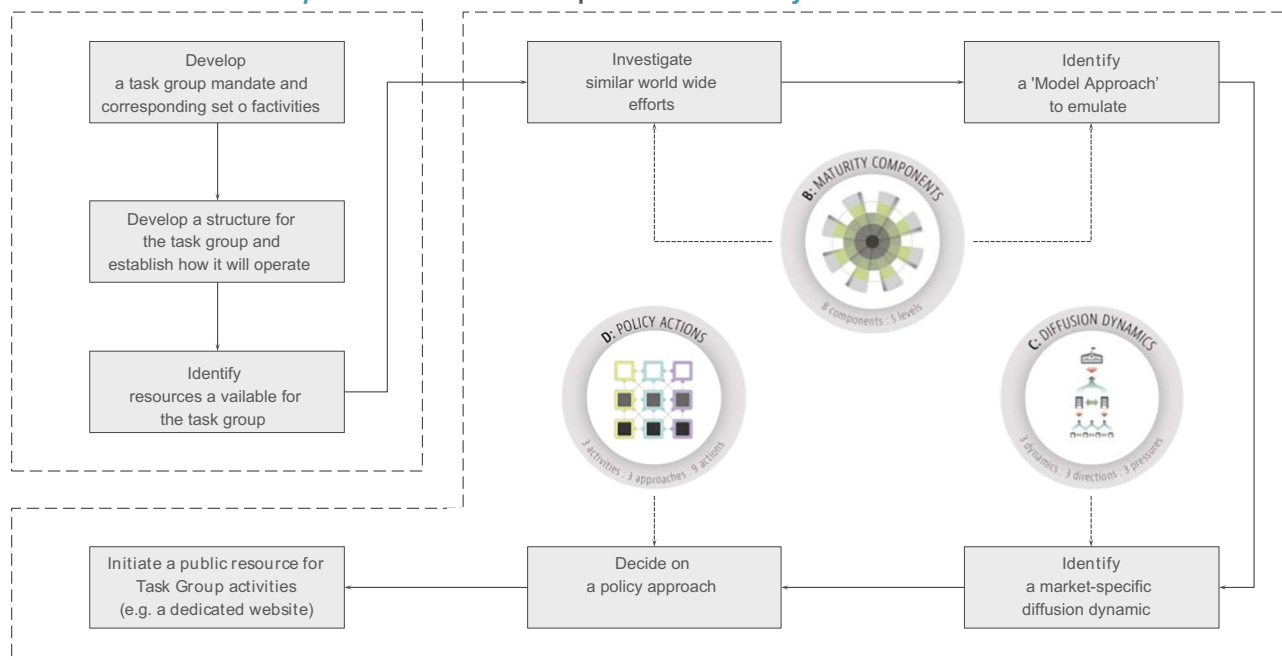 Develop
a task group mandate and
corresponding set o factivities
Develop a structure for
the task group and
establish how it will operate
Identify
resources a vailable for
the task group
Investigate
similar world wide
efforts
Identify
a 'Model Approach’
to emulate
B: MATURITY COMPONENTS
8 components : 5 levels
D: POLICY ACTIONS
3 activities · 3 approaches · 9 actions
C: DIFFUSION DYNAMICS
3 dynamics · 3 directions · 3 pressures
Initiate a public resource for
Task Group activities
(e.g. a dedicated website)
Decide on
a policy approach
Identify
a market-specific
diffusion dynamic